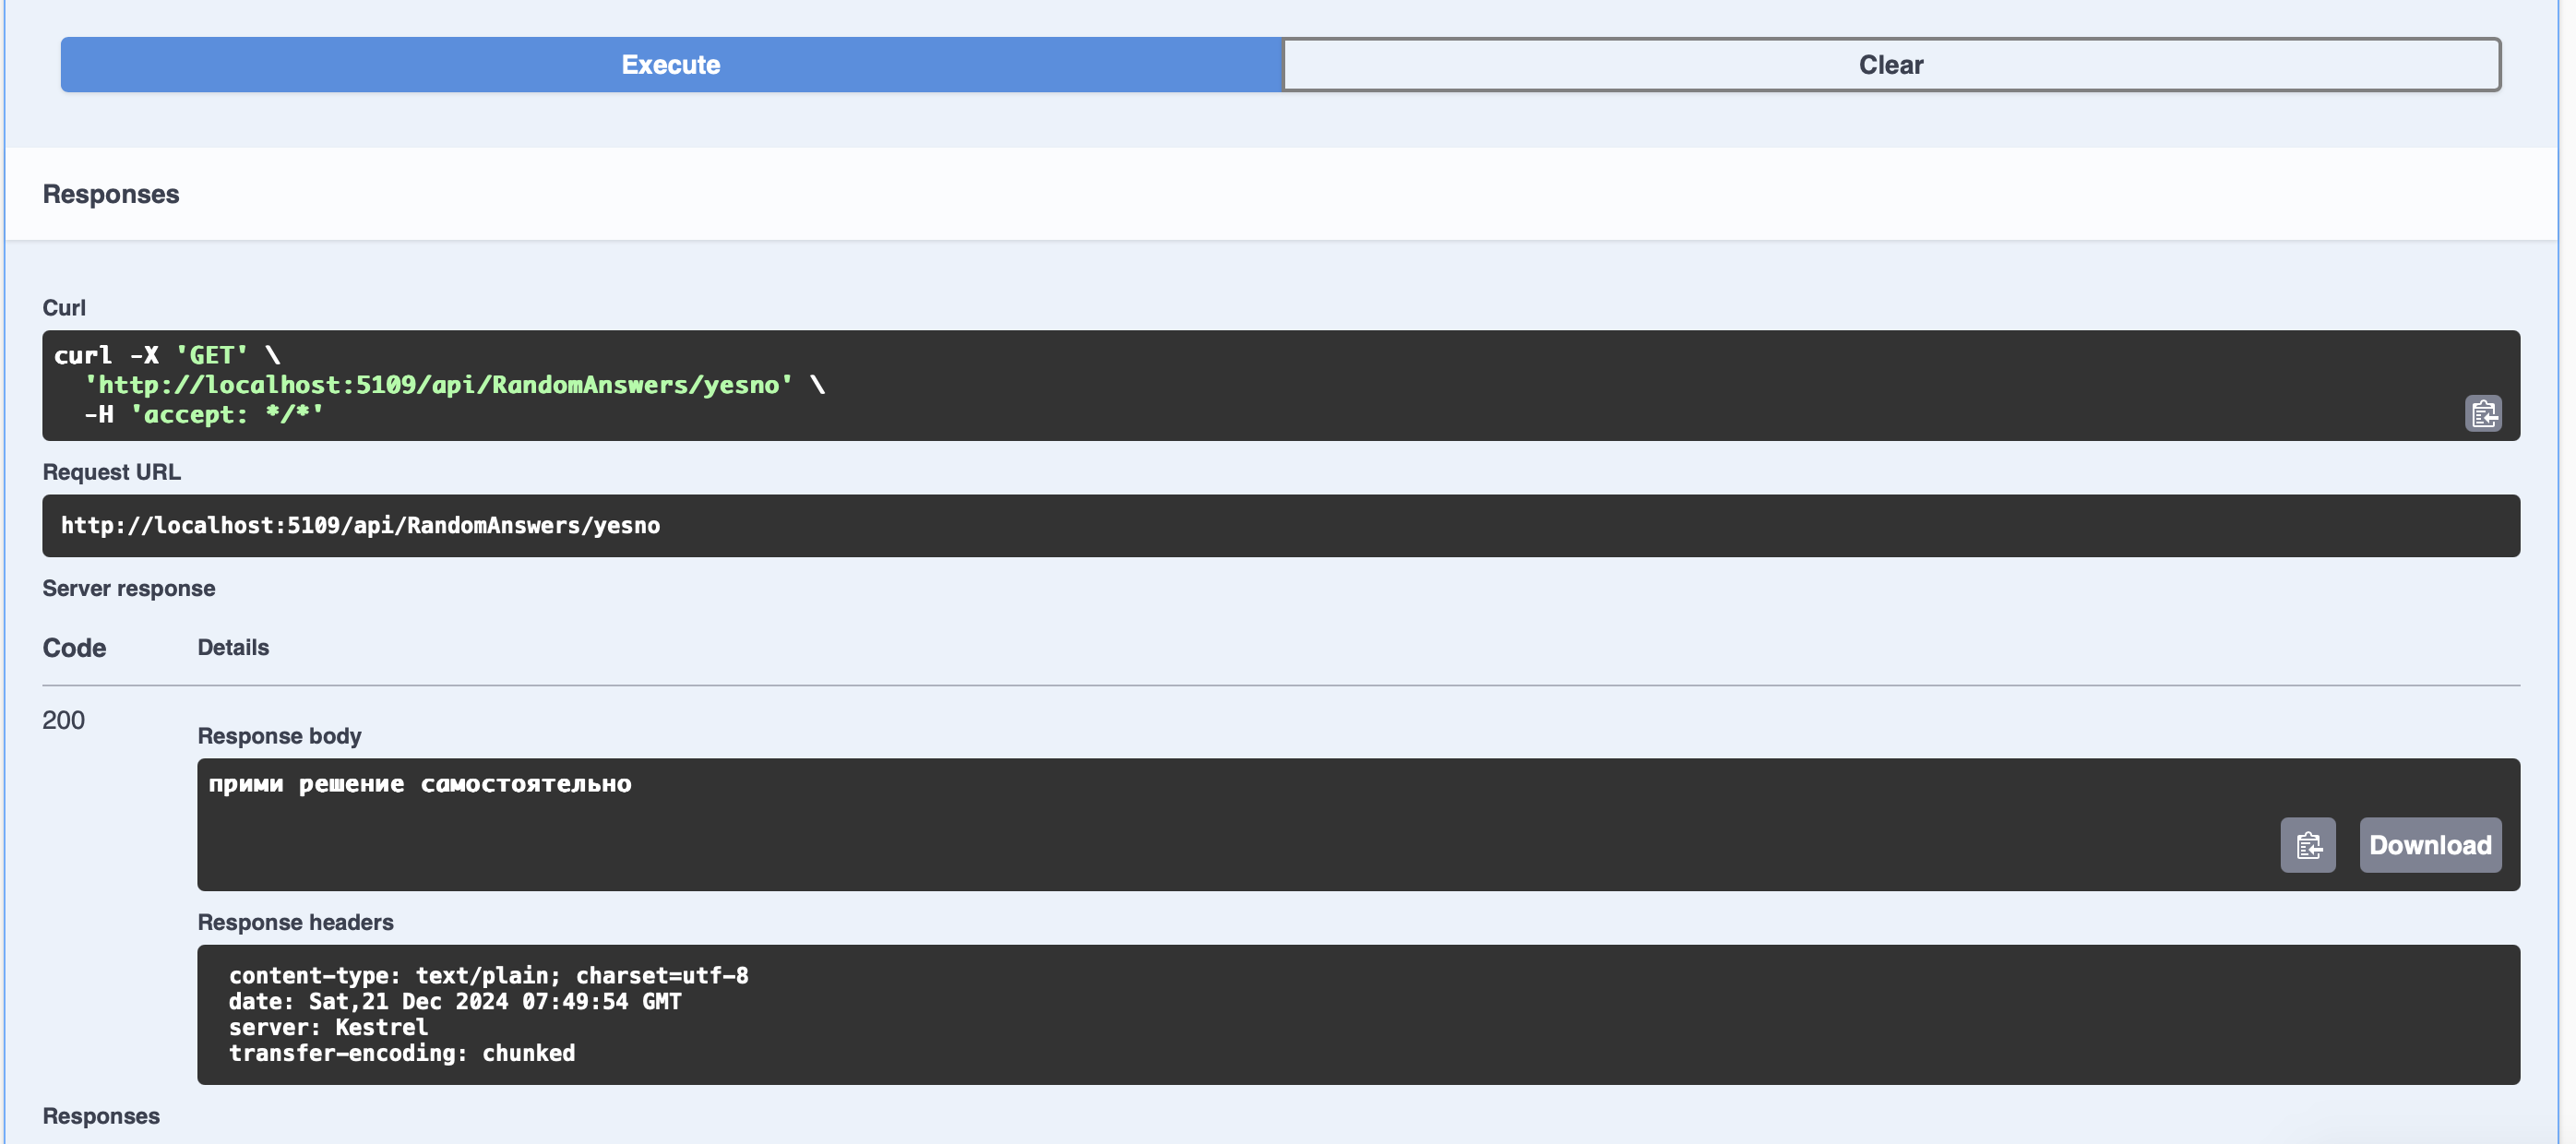 Execute
Clear
Responses
Curl
curl -X 'GET' \
'http://localhost:5109/api/RandomAnswers/yesno' \
-H 'accept: */*'
Request URL
http://localhost:5109/api/RandomAnswers/yesno
Server response
Code Details
200
Response body
прими решение самостоятельно
Download
Response headers
content-type: text/plain; charset=utf-8
date: Sat,21 Dec 2024 07:49:54 GMT
server: Kestrel
transfer-encoding: chunked
Responses